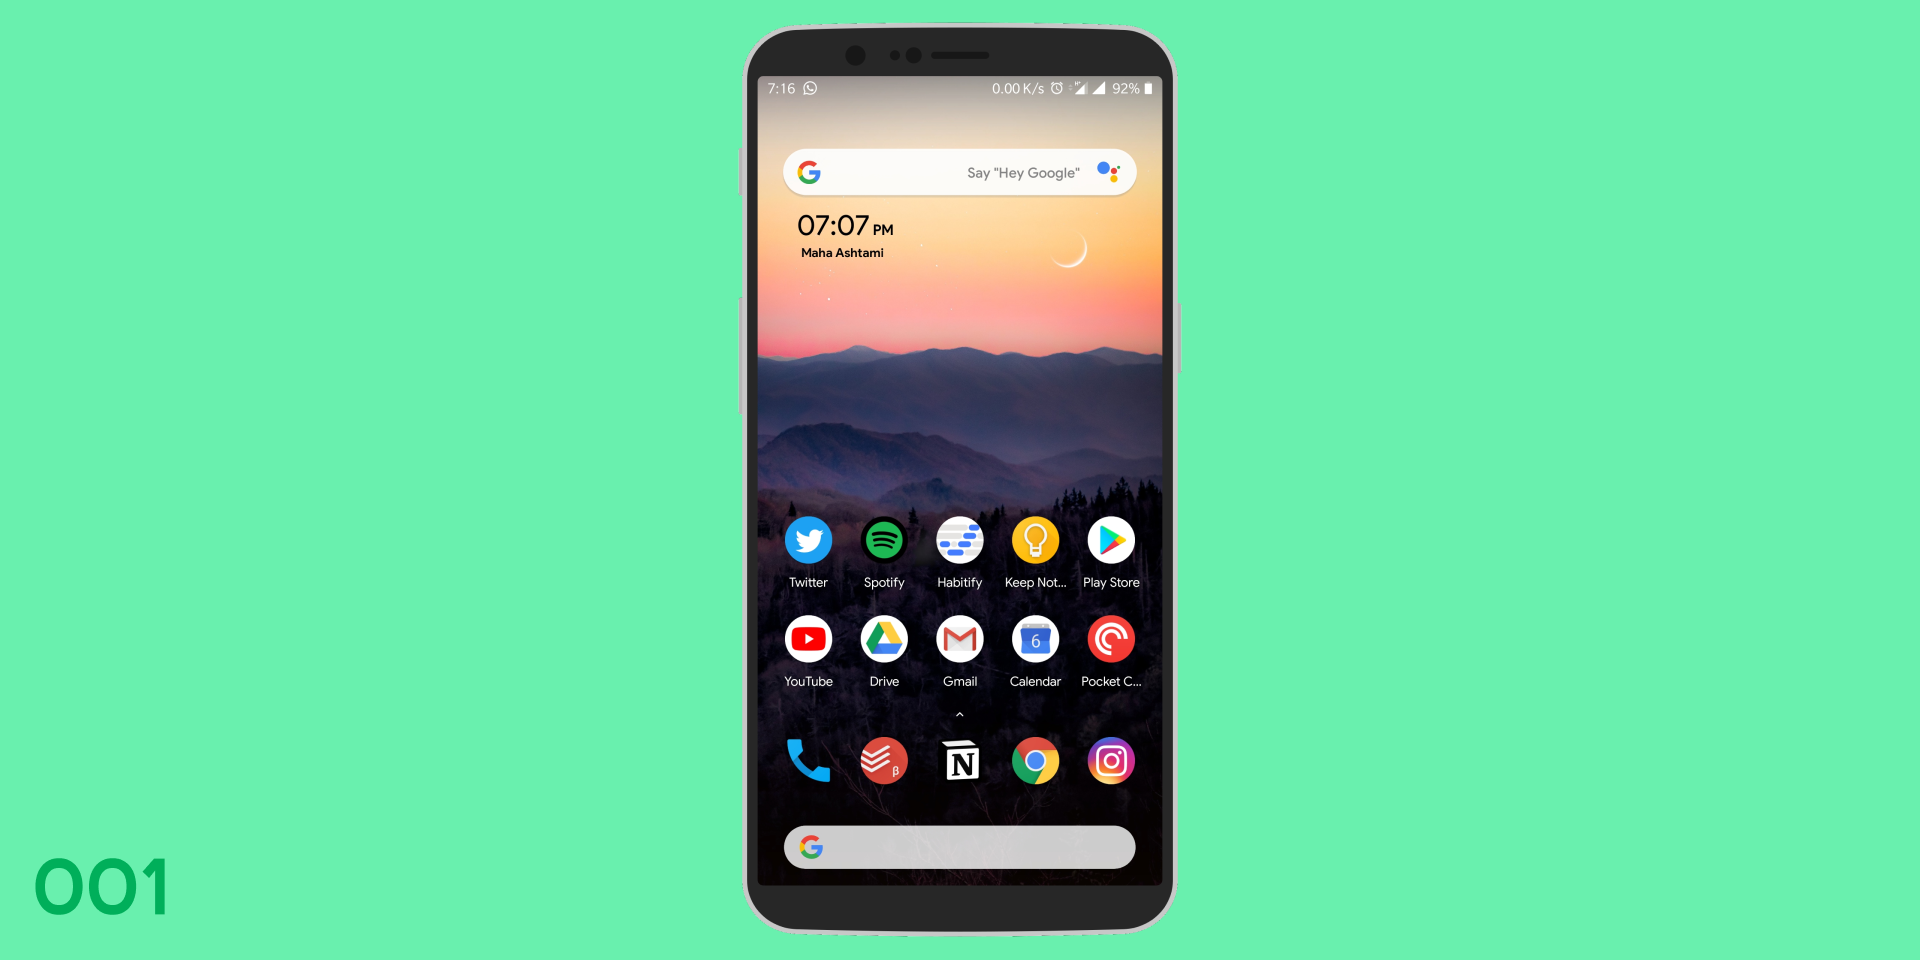 7:16 0.00 K/s 92%
Say "Hey Google"
07:07 PM
Maha Ashtami
Twitter Spotify Habitify Keep Not... Play Store
6
YouTube Drive Gmail Calendar Pocket C...
β N
001